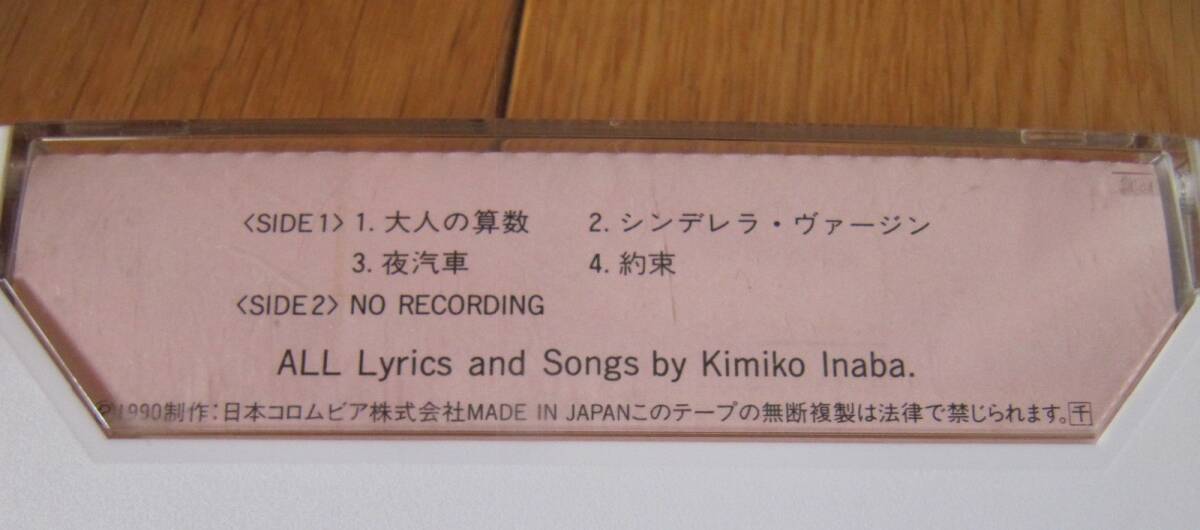 <SIDE1> 1. 大人の算数 2. シンデレラ・ヴァージン
3. 夜汽車 4. 約束
<SIDE2> NO RECORDING
ALL Lyrics and Songs by Kimiko Inaba.
Ⓟ1990制作:日本コロムビア株式会社MADE IN JAPANこのテープの無断複製は法律で禁じられます。千